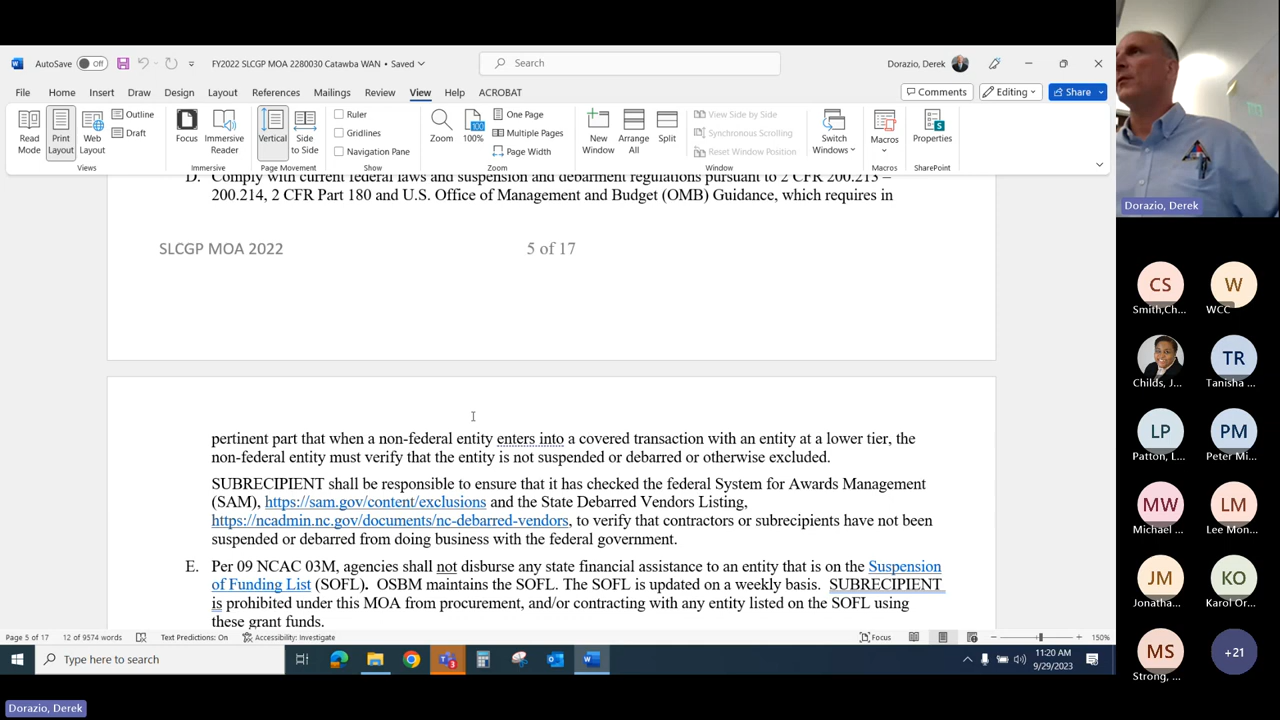 AutoSave Off FY2022 SLCGP MOA 2280030 Catawba WAN • Saved Search Dorazio, Derek
File Home Insert Draw Design Layout References Mailings Review View Help ACROBAT Comments Editing Share
Read Mode
Print Layout
Web Layout
Outline
Draft
Views
Focus
Immersive Reader
Immersive
Vertical
Side to Side
Page Movement
Ruler
Gridlines
Navigation Pane
Show
Zoom
100%
One Page
Multiple Pages
Page Width
Zoom
New Window
Arrange All
Split
View Side by Side
Synchronous Scrolling
Reset Window Position
Window
Switch Windows
Macros
Macros
Properties
SharePoint
D. Comply with current federal laws and suspension and debarment regulations pursuant to 2 CFR 200.213 –
200.214, 2 CFR Part 180 and U.S. Office of Management and Budget (OMB) Guidance, which requires in
SLCGP MOA 2022 5 of 17
pertinent part that when a non-federal entity enters into a covered transaction with an entity at a lower tier, the
non-federal entity must verify that the entity is not suspended or debarred or otherwise excluded.
SUBRECIPIENT shall be responsible to ensure that it has checked the federal System for Awards Management
(SAM), https://sam.gov/content/exclusions and the State Debarred Vendors Listing,
https://ncadmin.nc.gov/documents/nc-debarred-vendors, to verify that contractors or subrecipients have not been
suspended or debarred from doing business with the federal government.
E. Per 09 NCAC 03M, agencies shall not disburse any state financial assistance to an entity that is on the Suspension
of Funding List (SOFL). OSBM maintains the SOFL. The SOFL is updated on a weekly basis. SUBRECIPIENT
is prohibited under this MOA from procurement, and/or contracting with any entity listed on the SOFL using
these grant funds.
Page 5 of 17 12 of 9574 words Text Predictions: On Accessibility: Investigate Focus 150%
Type here to search
3
11:20 AM
9/29/2023
Dorazio, Derek
CS
Smith,Ch...
W
WCC
Childs, J...
TR
Tanisha ...
LP
Patton, L...
PM
Peter Mi...
MW
Michael ...
LM
Lee Mon...
JM
Jonatha...
KO
Karol Or...
MS
Strong, ...
+21
Dorazio, Derek